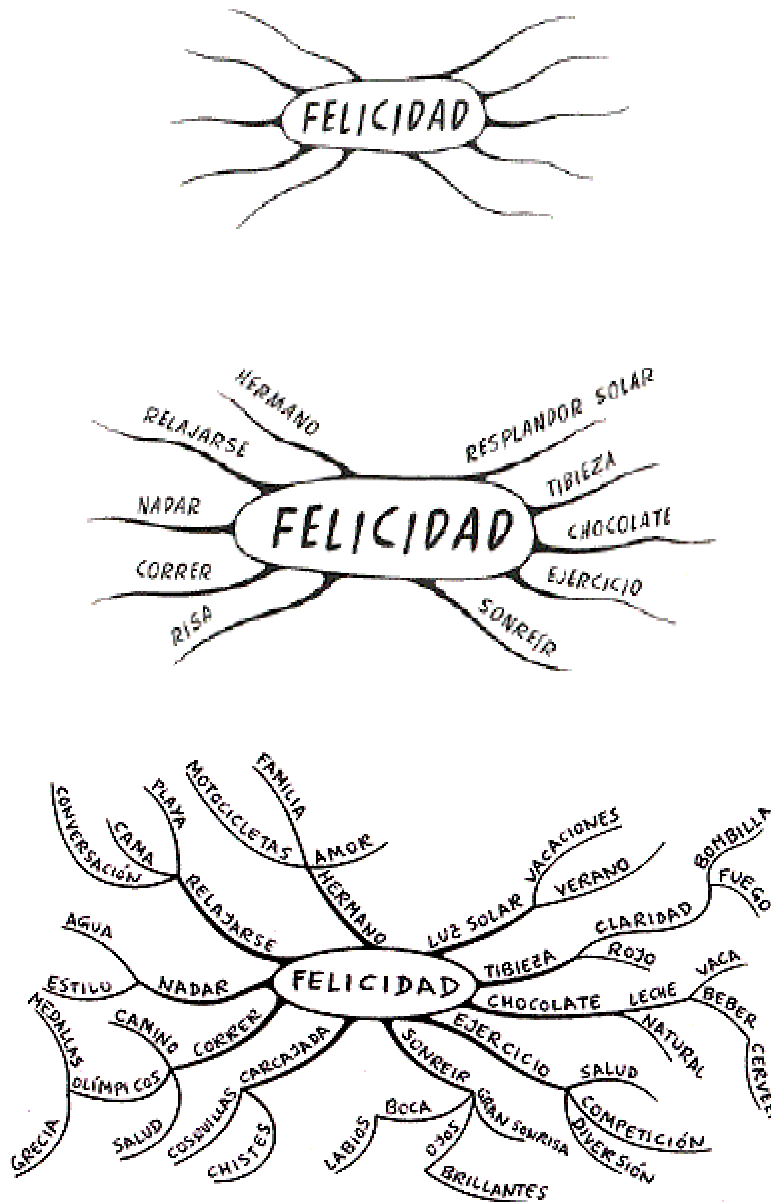 FELICIDAD
HERMANO
RELAJARSE
NADAR
CORRER
RISA
FELICIDAD
RESPLANDOR SOLAR
TIBIEZA
CHOCOLATE
EJERCICIO
SONREÍR
FAMILIA
MOTOCICLETAS
AMOR
HERMANO
PLAYA
CAMA
CONVERSACIÓN
RELAJARSE
AGUA
ESTILO
NADAR
FELICIDAD
MEDALLAS
CAMINO
CORRER
OLÍMPICOS
GRECIA
SALUD
CARCAJADA
COSQUILLAS
CHISTES
LUZ SOLAR
VACACIONES
VERANO
TIBIEZA
CLARIDAD
BOMBILLA
FUEGO
ROJO
CHOCOLATE
LECHE
VACA
BEBER
NATURAL
EJERCICIO
SALUD
COMPETICIÓN
DIVERSIÓN
SONREIR
GRAN SONRISA
BOCA
LABIOS
OJOS
BRILLANTES